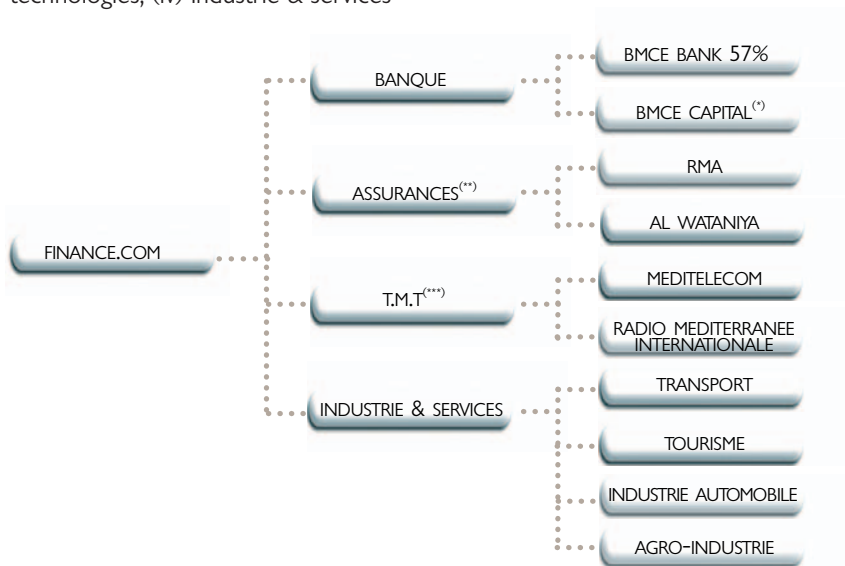 technologies, (iv) industrie & services
FINANCE.COM
BANQUE
BMCE BANK 57%
BMCE CAPITAL(*)
ASSURANCES(**)
RMA
AL WATANIYA
T.M.T(***)
MEDITELECOM
RADIO MEDITERRANEE
INTERNATIONALE
INDUSTRIE & SERVICES
TRANSPORT
TOURISME
INDUSTRIE AUTOMOBILE
AGRO-INDUSTRIE